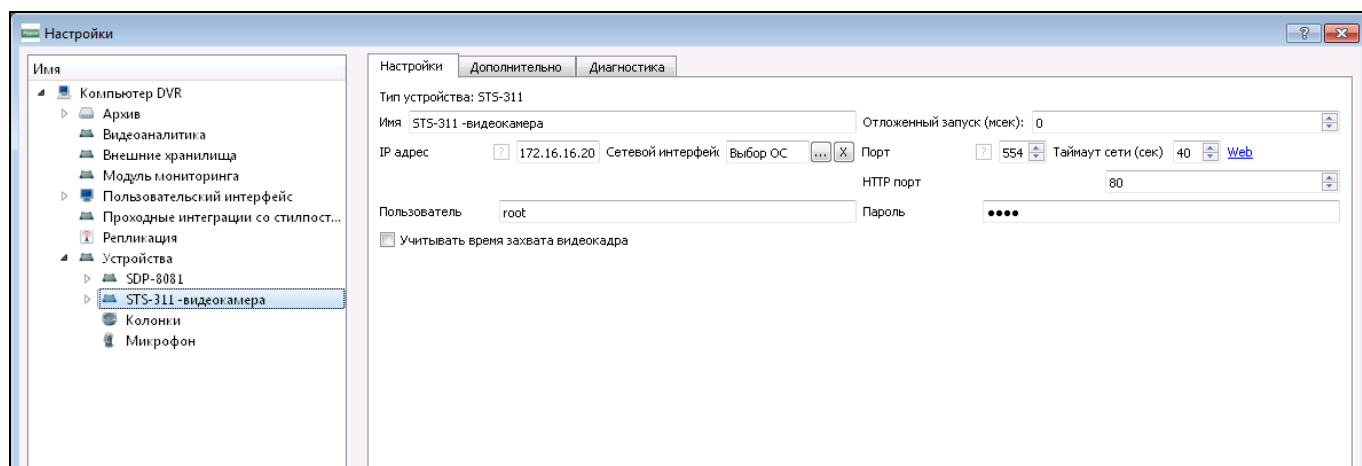 Настройки
Имя
Компьютер DVR
Архив
Видеоаналитика
Внешние хранилища
Модуль мониторинга
Пользовательский интерфейс
Проходные интеграции со стилпост...
Репликация
Устройства
SDP-8081
STS-311 -видеокамера
Колонки
Микрофон
Настройки Дополнительно Диагностика
Тип устройства: STS-311
Имя STS-311 -видеокамера Отложенный запуск (мсек): 0
IP адрес ? 172.16.16.20 Сетевой интерфейс Выбор ОС ... X Порт ? 554 Таймаут сети (сек) 40 Web
HTTP порт 80
Пользователь root Пароль ●●●●
Учитывать время захвата видеокадра